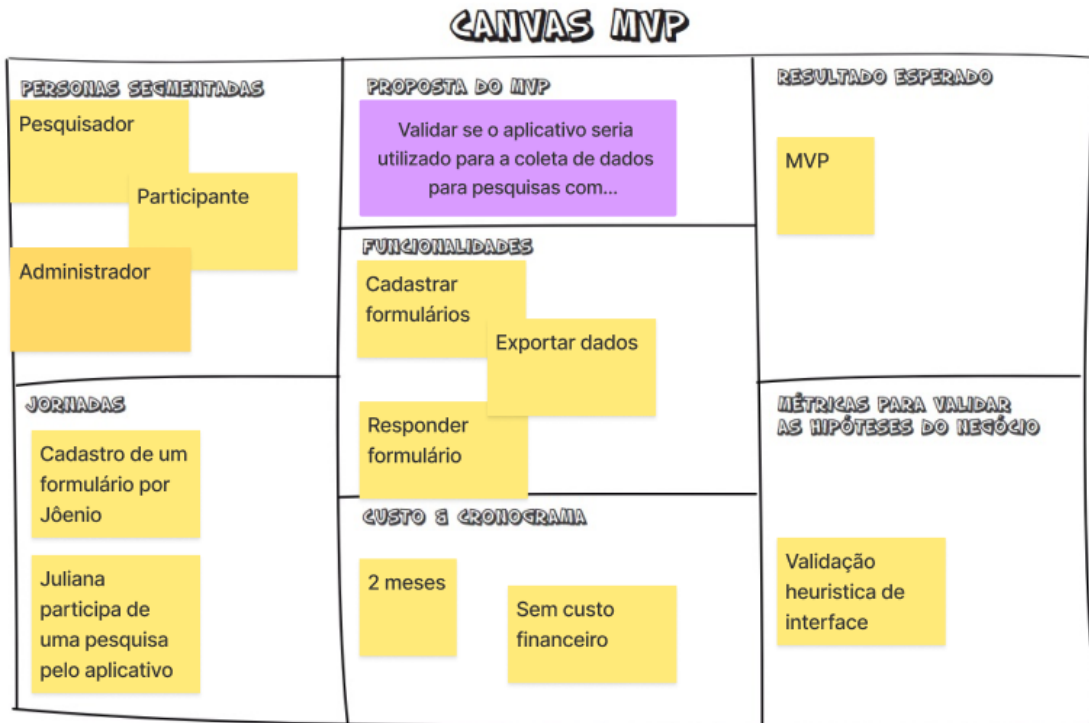 CANVAS MVP
PERSONAS SEGMENTADAS
Pesquisador
Participante
Administrador
PROPOSTA DO MVP
Validar se o aplicativo seria
utilizado para a coleta de dados
para pesquisas com...
RESULTADO ESPERADO
MVP
FUNCIONALIDADES
Cadastrar
formulários
Exportar dados
Responder
formulário
JORNADAS
Cadastro de um
formulário por
Jôenio
Juliana
participa de
uma pesquisa
pelo aplicativo
CUSTO & CRONOGRAMA
2 meses
Sem custo
financeiro
MÉTRICAS PARA VALIDAR
AS HIPÓTESES DO NEGÓCIO
Validação
heuristica de
interface